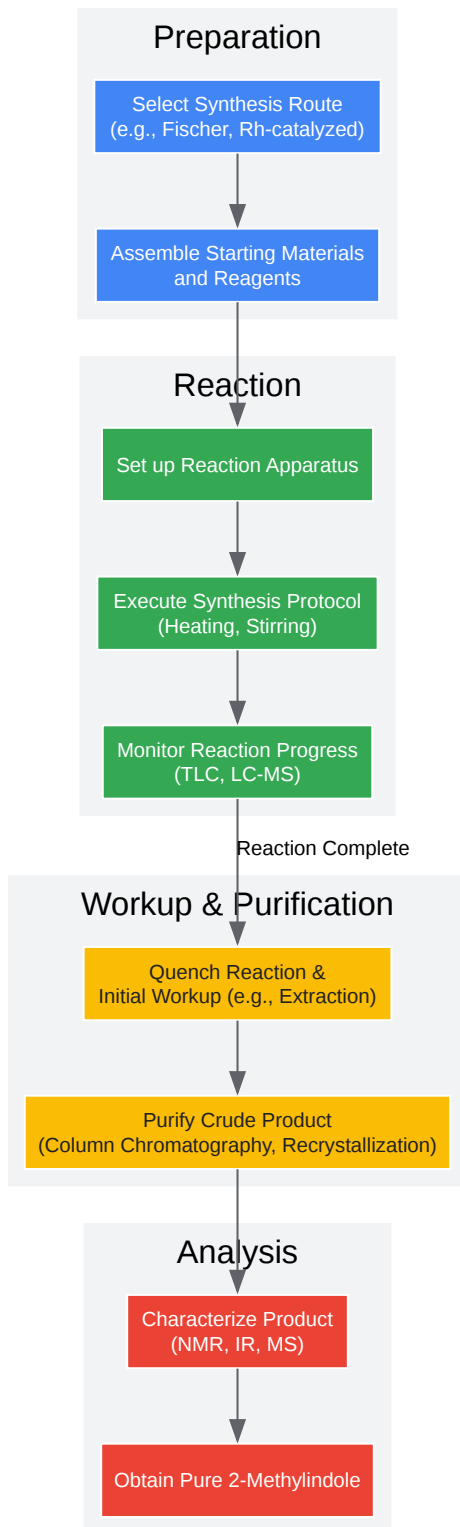 Preparation
Select Synthesis Route
(e.g., Fischer, Rh-catalyzed)
Assemble Starting Materials
and Reagents
Reaction
Set up Reaction Apparatus
Execute Synthesis Protocol
(Heating, Stirring)
Monitor Reaction Progress
(TLC, LC-MS)
Reaction Complete
Workup & Purification
Quench Reaction &
Initial Workup (e.g., Extraction)
Purify Crude Product
(Column Chromatography, Recrystallization)
Analysis
Characterize Product
(NMR, IR, MS)
Obtain Pure 2-Methylindole